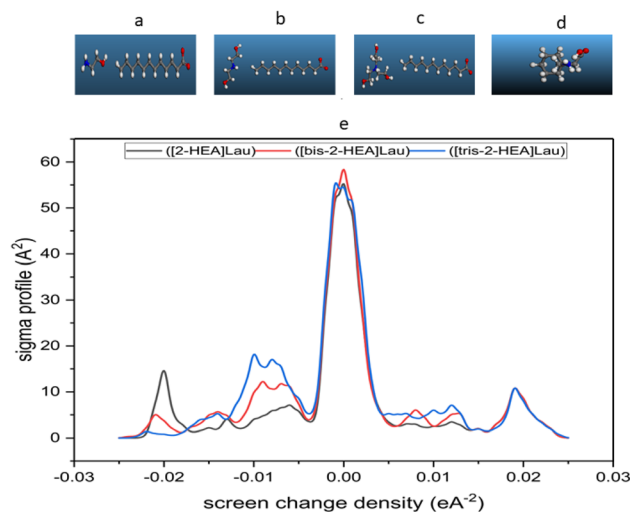 a b c d
e
([2-HEA]Lau) ([bis-2-HEA]Lau) ([tris-2-HEA]Lau)
60
50
40
30
20
10
0
sigma profile (A²)
-0.03 -0.02 -0.01 0.00 0.01 0.02 0.03
screen change density (eA⁻²)